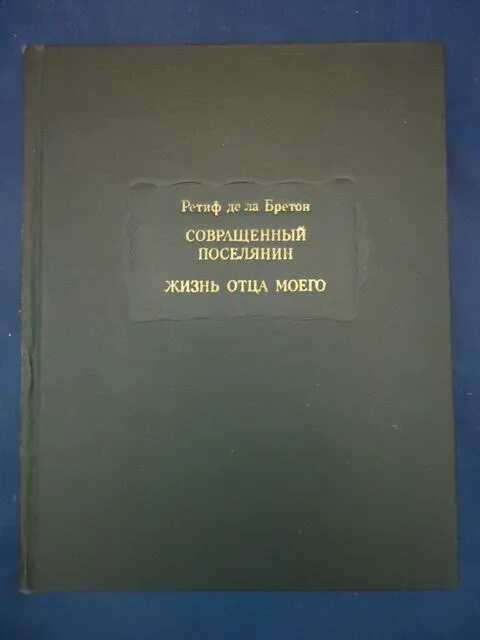 Ретиф де ла Бретон
СОВРАЩЕННЫЙ
ПОСЕЛЯНИН
ЖИЗНЬ ОТЦА МОЕГО